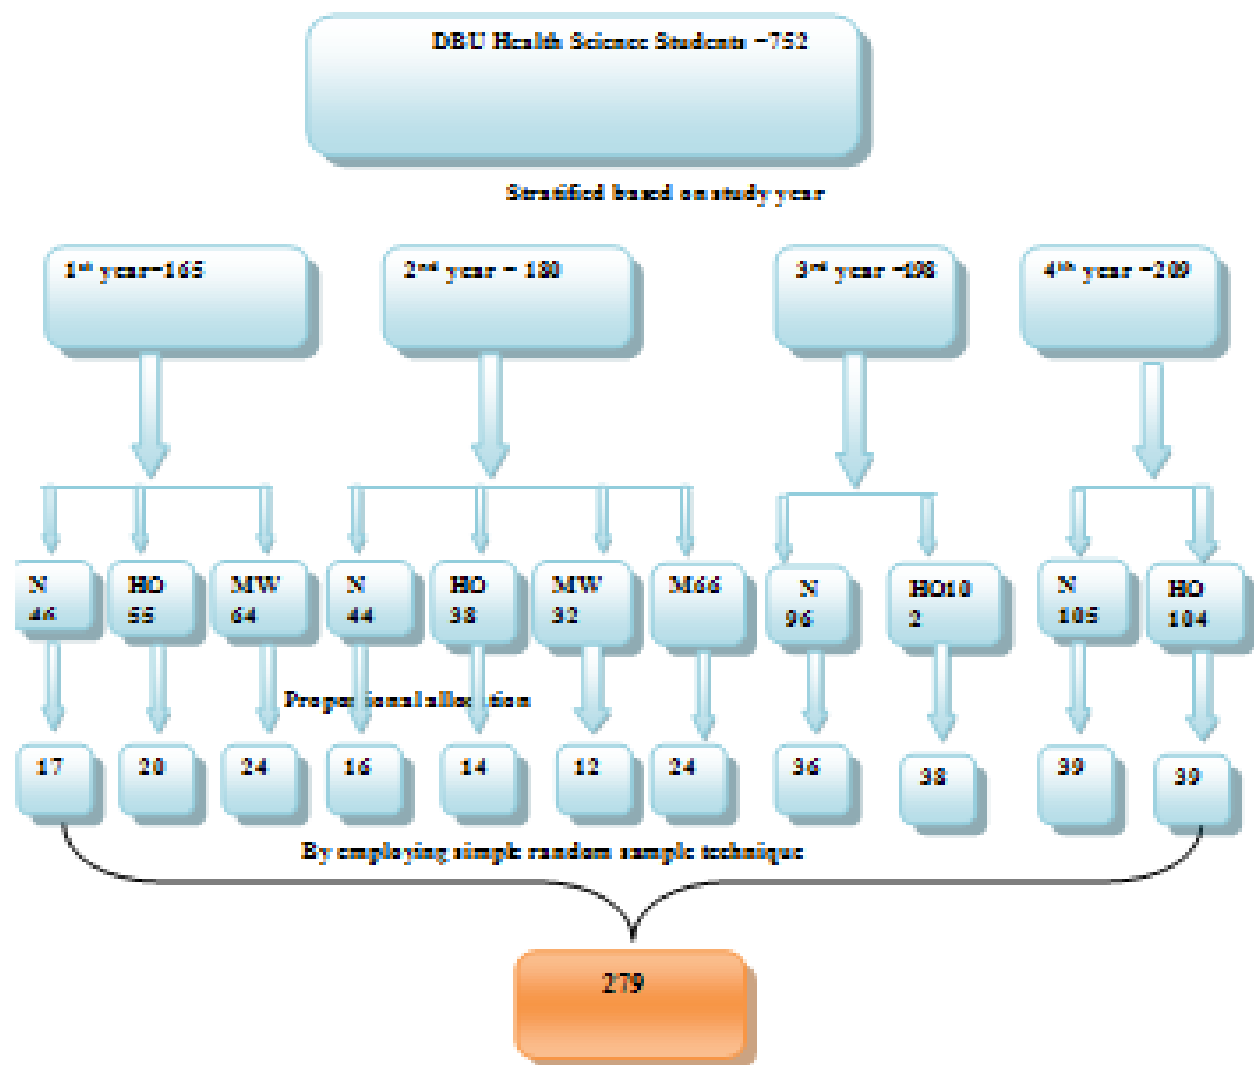 DBU Health Science Students =752
Stratified based on study year
1st year=165
2nd year = 180
3rd year =198
4th year =209
N
46
HO
55
MW
64
N
44
HO
38
MW
32
M66
N
96
HO10
2
N
105
HO
104
Proportional allocation
17
20
24
16
14
12
24
36
38
39
39
By employing simple random sample technique
279